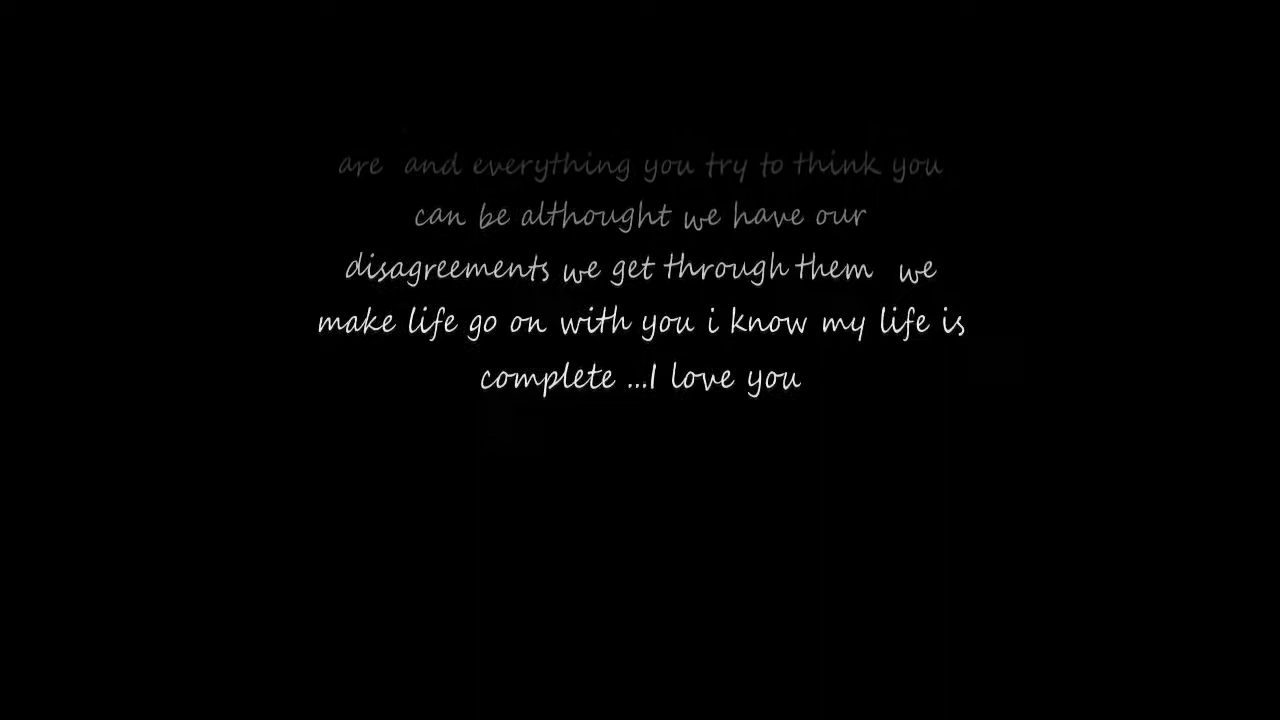 are and everything you try to think you
can be althought we have our
disagreements we get through them we
make life go on with you i know my life is
complete ...I love you